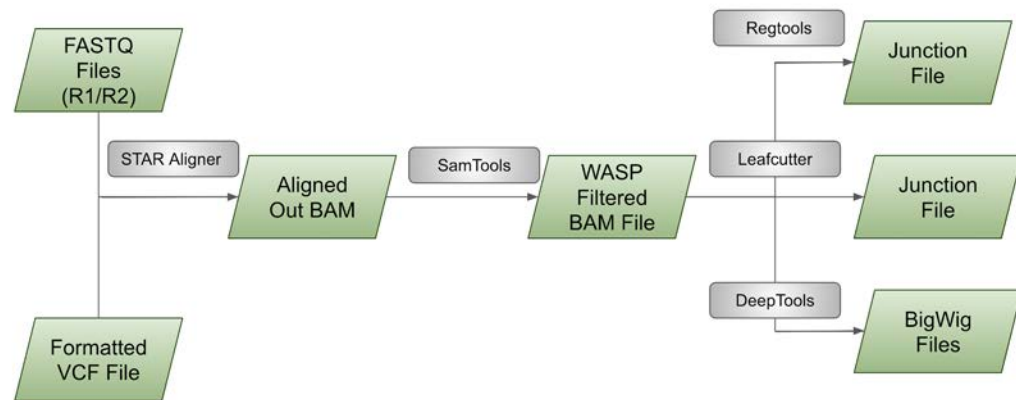 FASTQ
Files
(R1/R2)
STAR Aligner
Aligned
Out BAM
Formatted
VCF File
SamTools
WASP
Filtered
BAM File
Regtools
Junction
File
Leafcutter
Junction
File
DeepTools
BigWig
Files